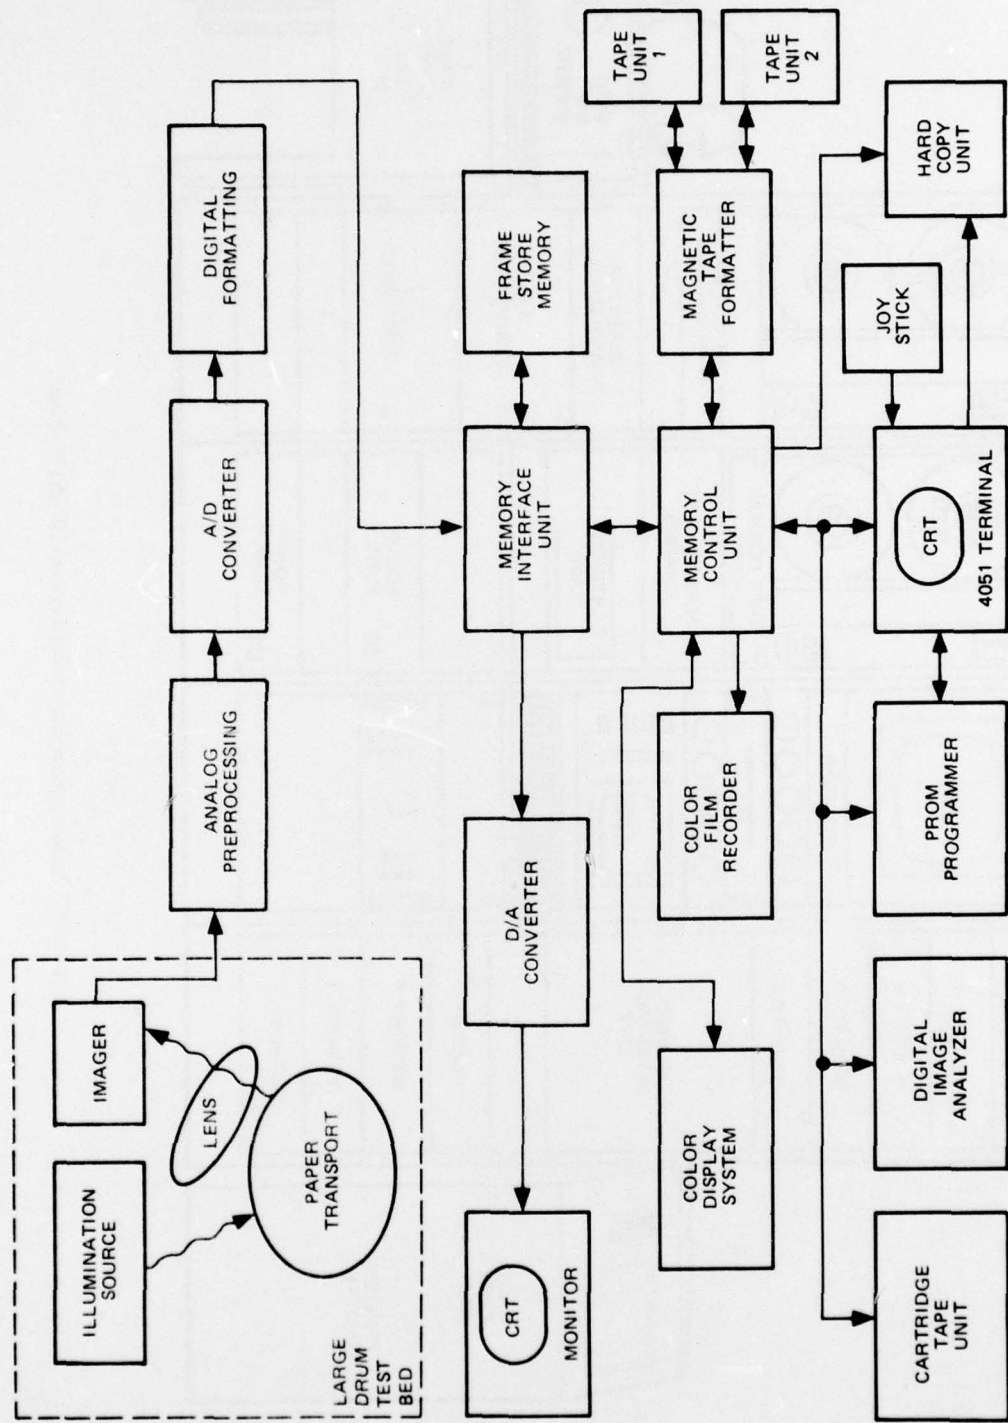 ILLUMINATION
SOURCE
IMAGER
LENS
PAPER
TRANSPORT
LARGE
DRUM
TEST
BED
ANALOG
PREPROCESSING
A/D
CONVERTER
DIGITAL
FORMATTING
CRT
MONITOR
D/A
CONVERTER
MEMORY
INTERFACE
UNIT
FRAME
STORE
MEMORY
TAPE
UNIT
1
TAPE
UNIT
2
COLOR
DISPLAY
SYSTEM
COLOR
FILM
RECORDER
MEMORY
CONTROL
UNIT
MAGNETIC
TAPE
FORMATTER
CARTRIDGE
TAPE
UNIT
DIGITAL
IMAGE
ANALYZER
PROM
PROGRAMMER
CRT
4051 TERMINAL
JOY
STICK
HARD
COPY
UNIT